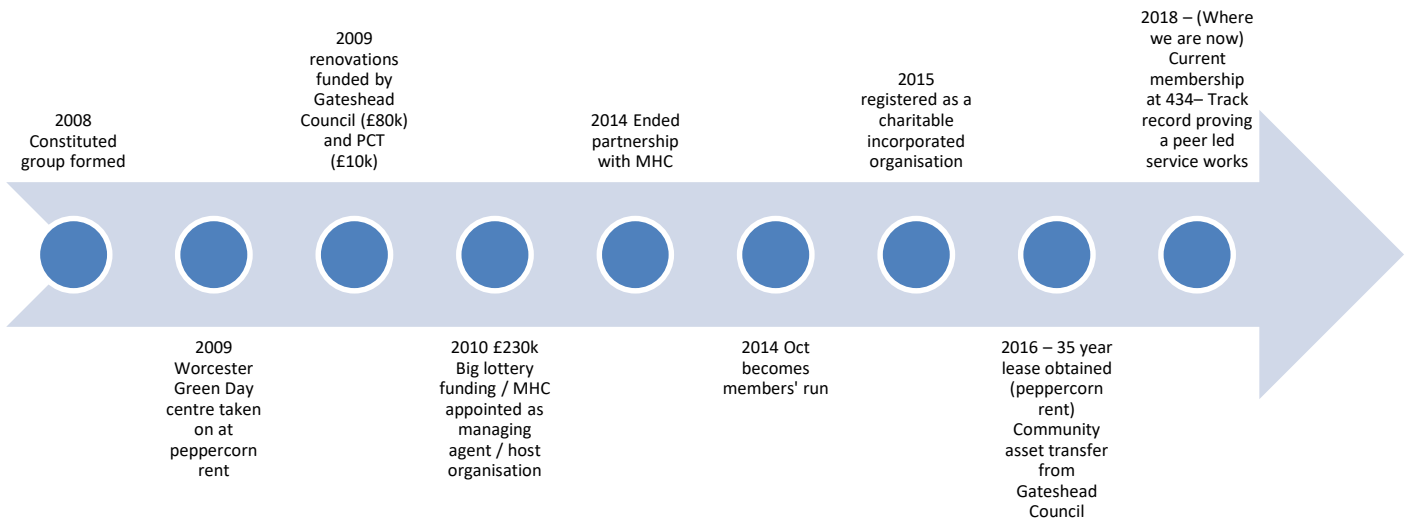 2008
Constituted
group formed
2009
Worcester
Green Day
centre taken
on at
peppercorn
rent
2009
renovations
funded by
Gateshead
Council (£80k)
and PCT
(£10k)
2010 £230k
Big lottery
funding / MHC
appointed as
managing
agent / host
organisation
2014 Ended
partnership
with MHC
2014 Oct
becomes
members' run
2015
registered as a
charitable
incorporated
organisation
2016 – 35 year
lease obtained
(peppercorn
rent)
Community
asset transfer
from
Gateshead
Council
2018 – (Where
we are now)
Current
membership
at 434– Track
record proving
a peer led
service works